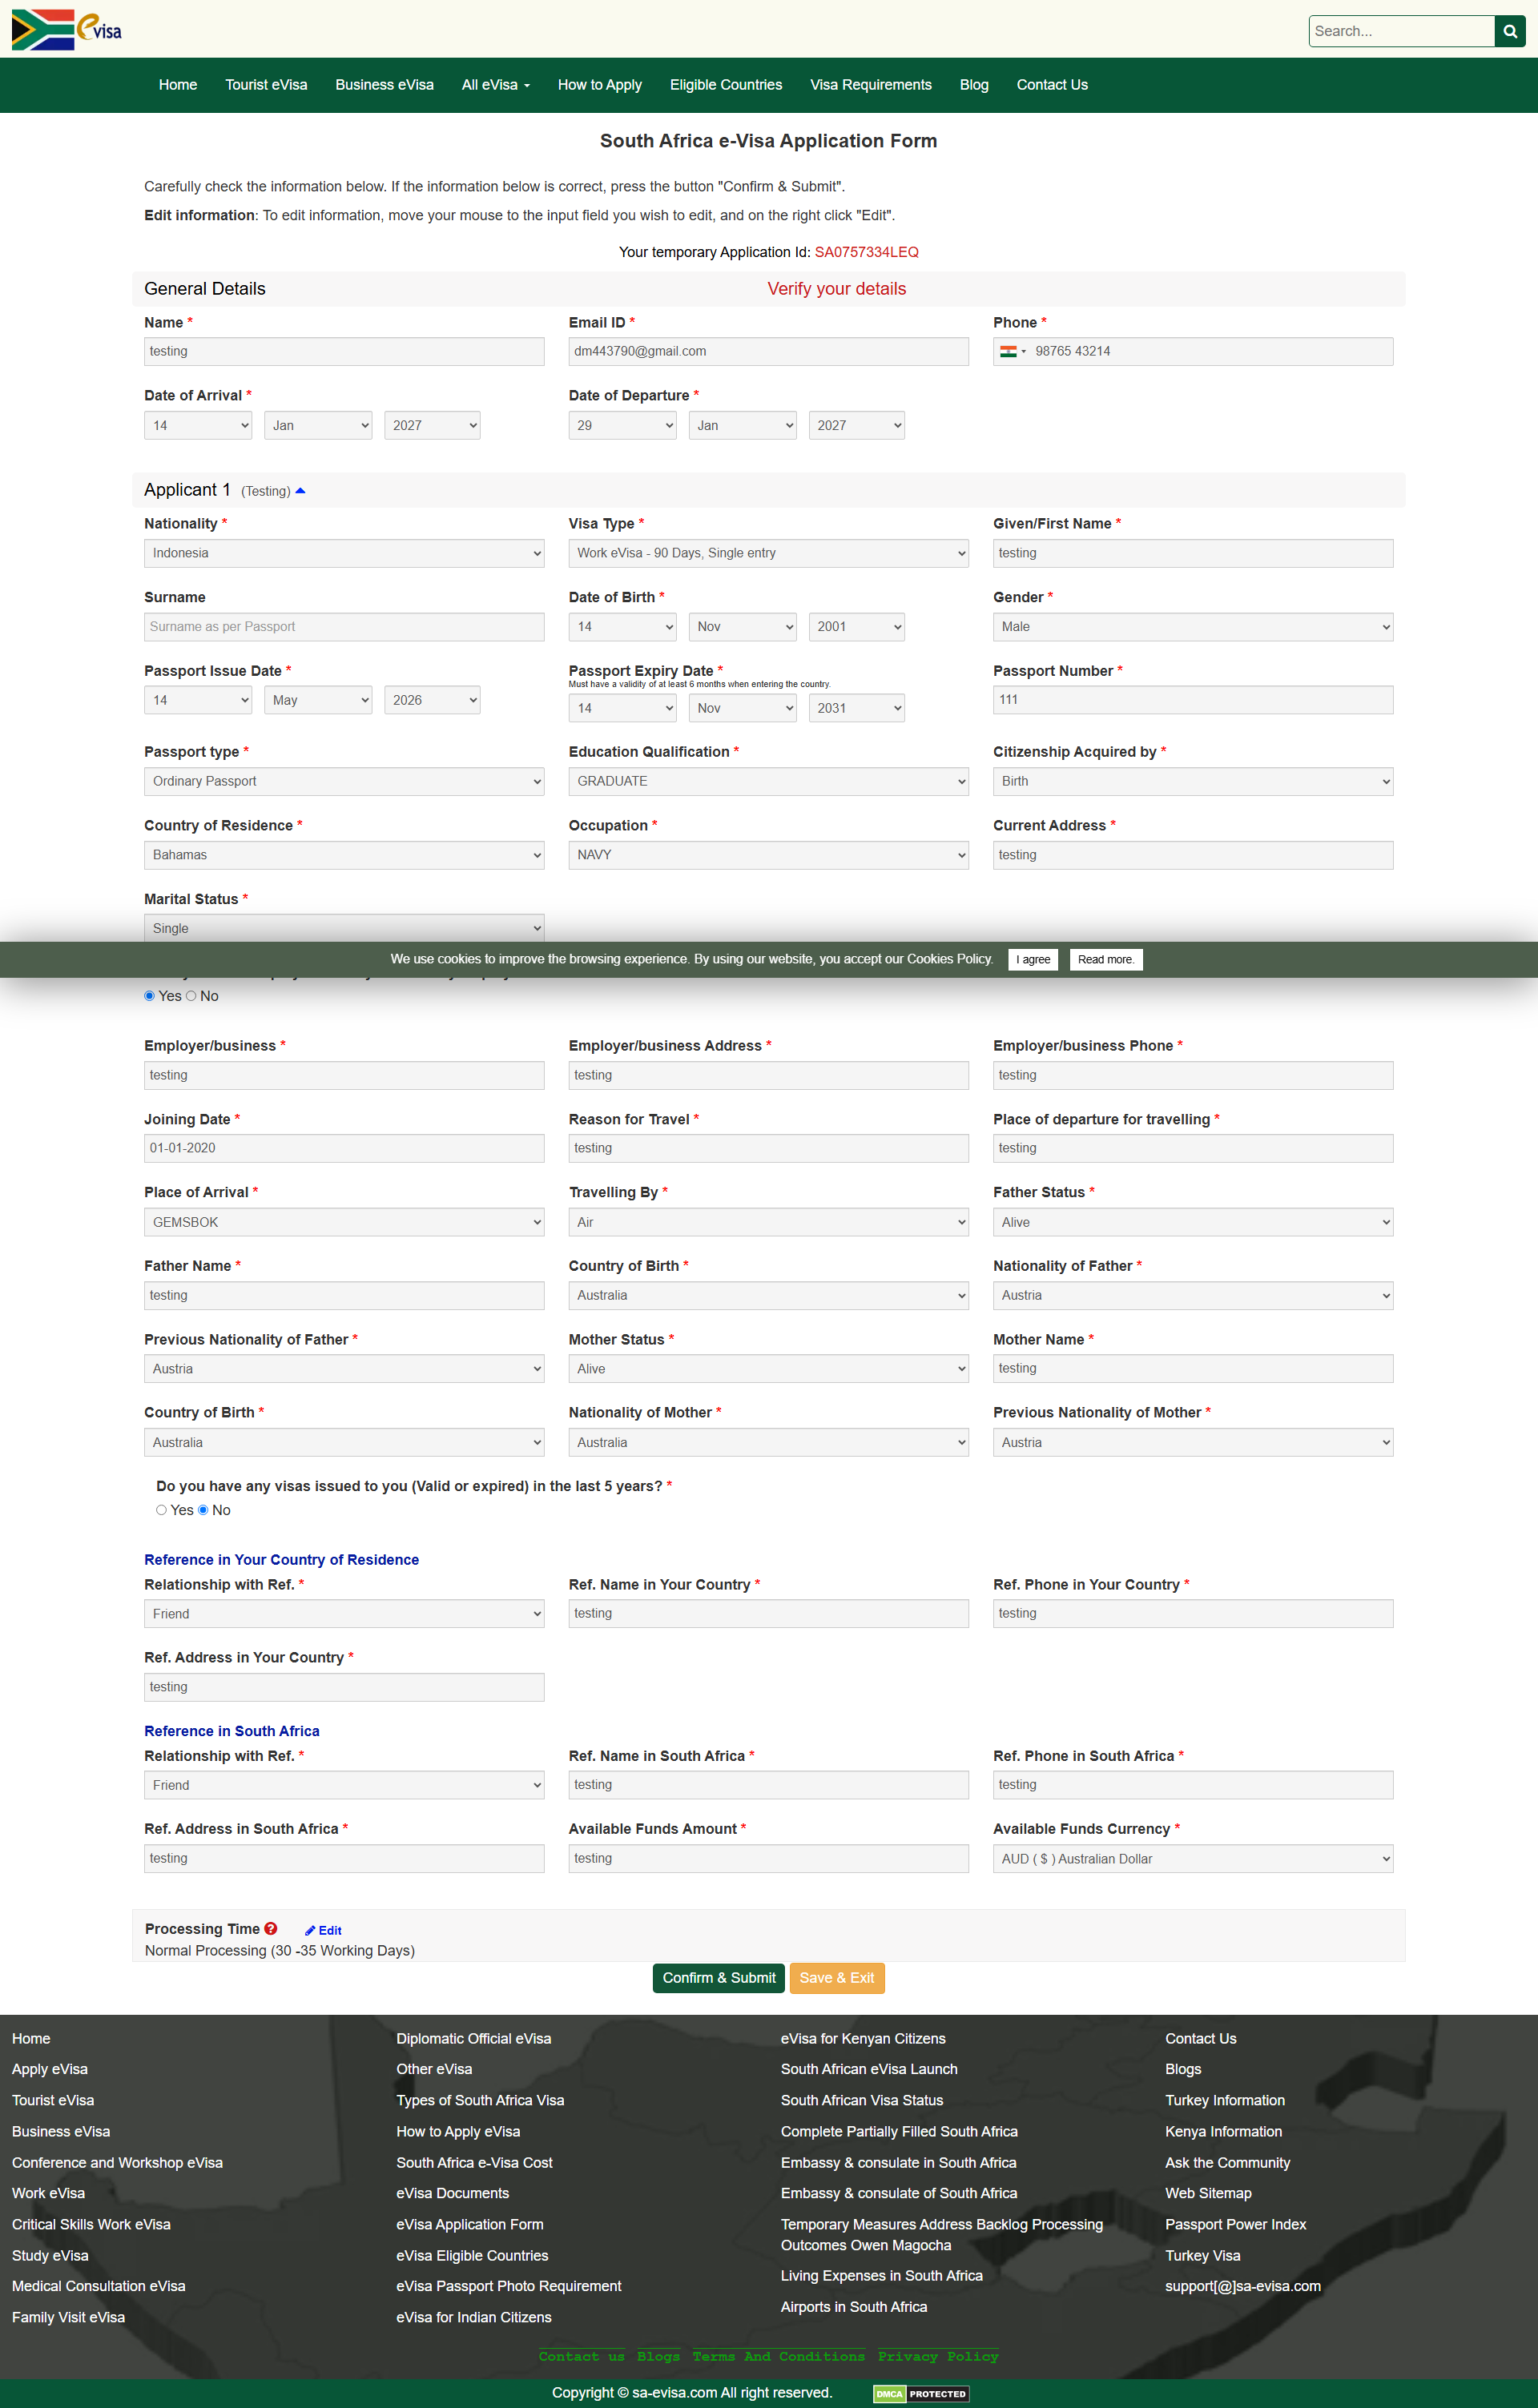 evisa
Search...
Home Tourist eVisa Business eVisa All eVisa How to Apply Eligible Countries Visa Requirements Blog Contact Us
South Africa e-Visa Application Form
Carefully check the information below. If the information below is correct, press the button "Confirm & Submit".
Edit information: To edit information, move your mouse to the input field you wish to edit, and on the right click "Edit".
Your temporary Application Id: SA0757334LEQ
General Details Verify your details
Name * Email ID * Phone *
testing dm443790@gmail.com 98765 43214
Date of Arrival * Date of Departure *
14 Jan 2027 29 Jan 2027
Applicant 1 (Testing)
Nationality * Visa Type * Given/First Name *
Indonesia Work eVisa - 90 Days, Single entry testing
Surname Date of Birth * Gender *
Surname as per Passport 14 Nov 2001 Male
Passport Issue Date * Passport Expiry Date * Passport Number *
Must have a validity of at least 6 months when entering the country.
14 May 2026 14 Nov 2031 111
Passport type * Education Qualification * Citizenship Acquired by *
Ordinary Passport GRADUATE Birth
Country of Residence * Occupation * Current Address *
Bahamas NAVY testing
Marital Status *
Single
We use cookies to improve the browsing experience. By using our website, you accept our Cookies Policy. I agree Read more.
Yes No
Employer/business * Employer/business Address * Employer/business Phone *
testing testing testing
Joining Date * Reason for Travel * Place of departure for travelling *
01-01-2020 testing testing
Place of Arrival * Travelling By * Father Status *
GEMSBOK Air Alive
Father Name * Country of Birth * Nationality of Father *
testing Australia Austria
Previous Nationality of Father * Mother Status * Mother Name *
Austria Alive testing
Country of Birth * Nationality of Mother * Previous Nationality of Mother *
Australia Australia Austria
Do you have any visas issued to you (Valid or expired) in the last 5 years? *
Yes No
Reference in Your Country of Residence
Relationship with Ref. * Ref. Name in Your Country * Ref. Phone in Your Country *
Friend testing testing
Ref. Address in Your Country *
testing
Reference in South Africa
Relationship with Ref. * Ref. Name in South Africa * Ref. Phone in South Africa *
Friend testing testing
Ref. Address in South Africa * Available Funds Amount * Available Funds Currency *
testing testing AUD ( $ ) Australian Dollar
Processing Time ? Edit
Normal Processing (30 -35 Working Days)
Confirm & Submit Save & Exit
Home
Apply eVisa
Tourist eVisa
Business eVisa
Conference and Workshop eVisa
Work eVisa
Critical Skills Work eVisa
Study eVisa
Medical Consultation eVisa
Family Visit eVisa
Diplomatic Official eVisa
Other eVisa
Types of South Africa Visa
How to Apply eVisa
South Africa e-Visa Cost
eVisa Documents
eVisa Application Form
eVisa Eligible Countries
eVisa Passport Photo Requirement
eVisa for Indian Citizens
eVisa for Kenyan Citizens
South African eVisa Launch
South African Visa Status
Complete Partially Filled South Africa
Embassy & consulate in South Africa
Embassy & consulate of South Africa
Temporary Measures Address Backlog Processing
Outcomes Owen Magocha
Living Expenses in South Africa
Airports in South Africa
Contact Us
Blogs
Turkey Information
Kenya Information
Ask the Community
Web Sitemap
Passport Power Index
Turkey Visa
support[@]sa-evisa.com
Contact us Blogs Terms And Conditions Privacy Policy
Copyright © sa-evisa.com All right reserved. DMCA PROTECTED